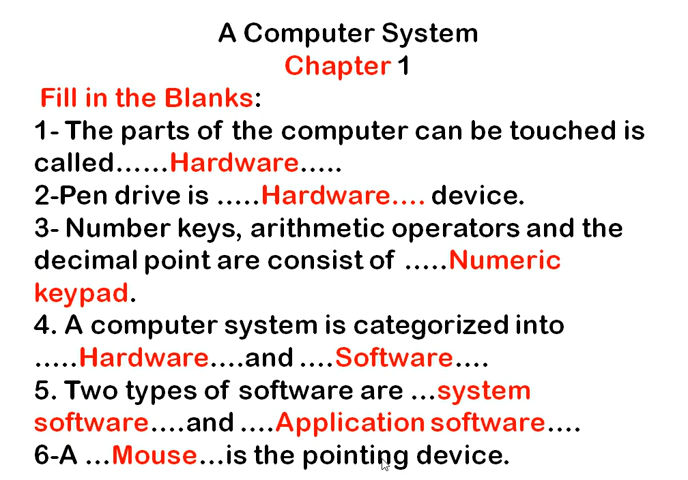 A Computer System
Chapter 1
Fill in the Blanks:
1- The parts of the computer can be touched is
called......Hardware.....
2-Pen drive is .....Hardware.... device.
3- Number keys, arithmetic operators and the
decimal point are consist of .....Numeric
keypad.
4. A computer system is categorized into
.....Hardware....and ....Software....
5. Two types of software are ...system
software....and ....Application software....
6-A ...Mouse...is the pointing device.